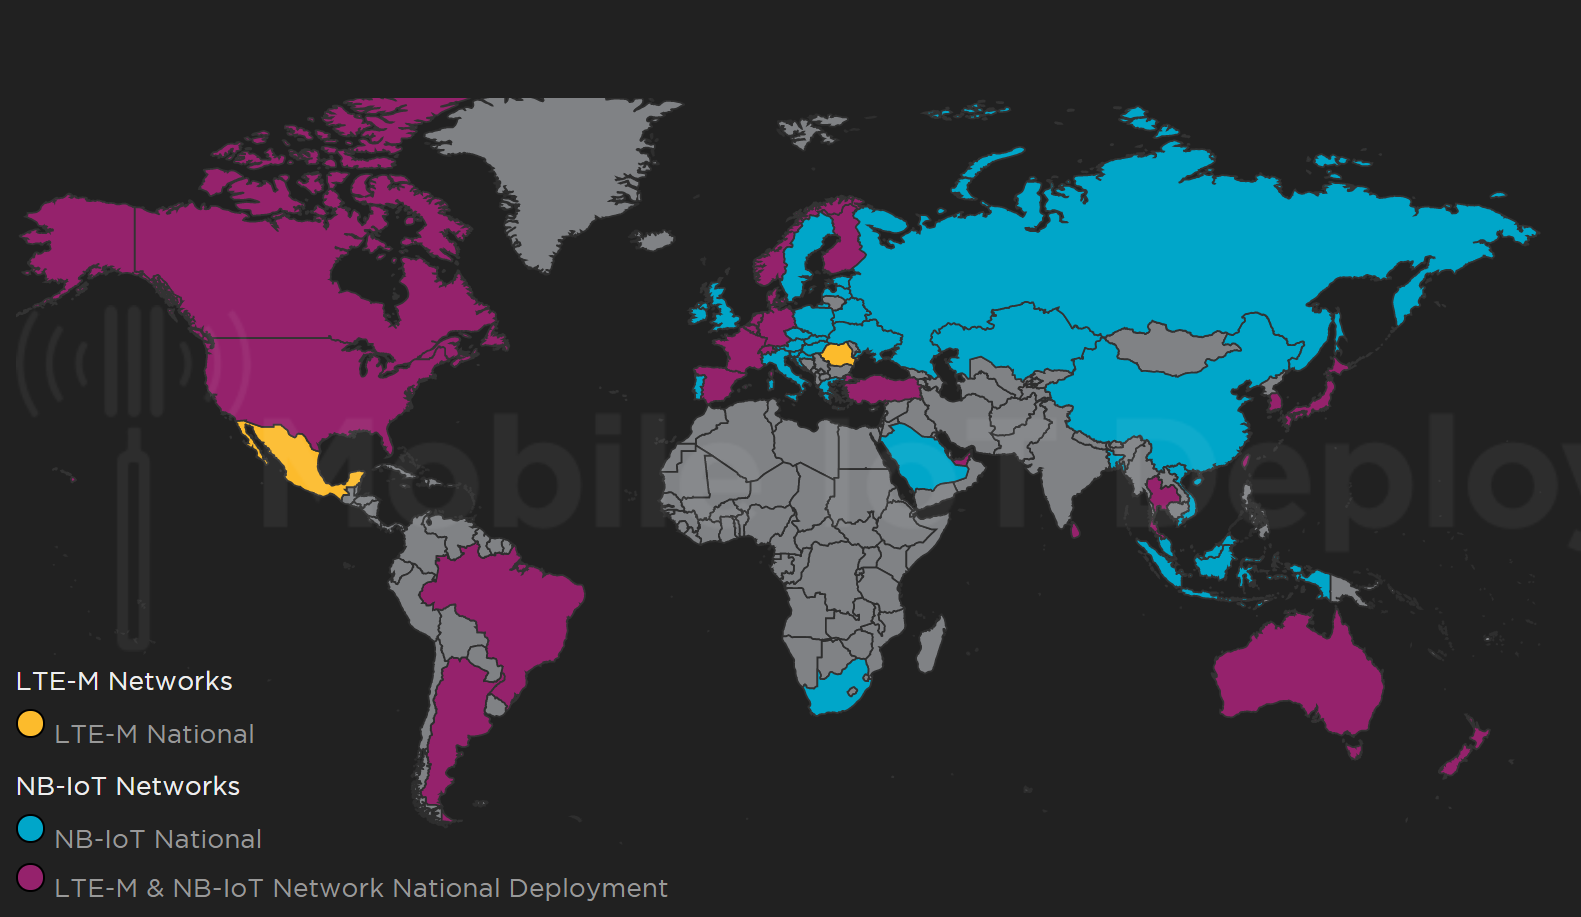 Mobile IoT Deploy
LTE-M Networks
LTE-M National
NB-IoT Networks
NB-IoT National
LTE-M & NB-IoT Network National Deployment